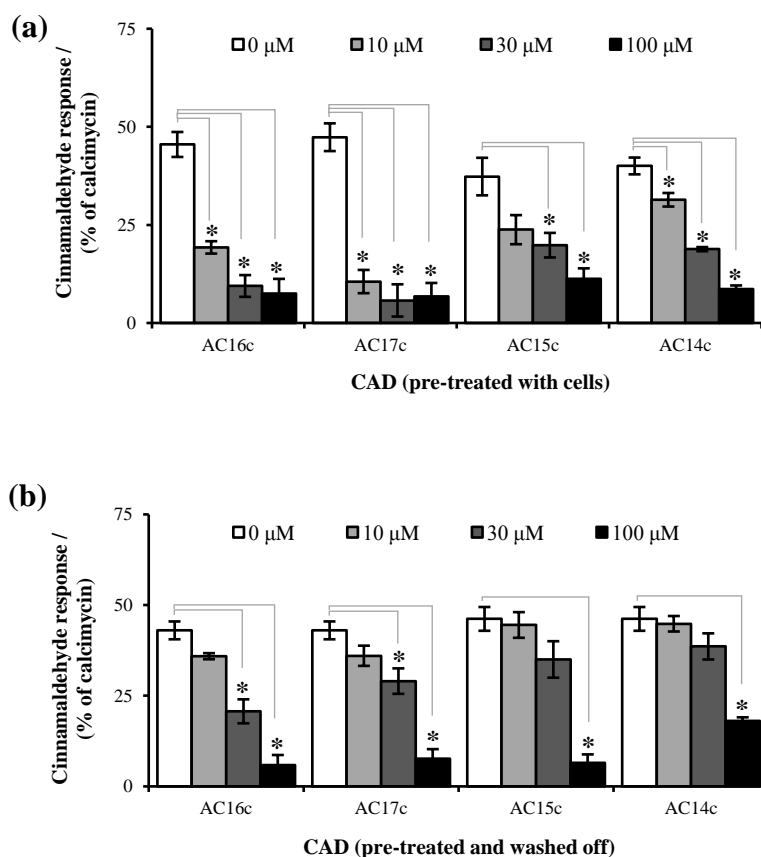 (a)
75
0 μM 10 μM 30 μM 100 μM
Cinnamaldehyde response /
(% of calcimycin)
50
* * * * * * * * * * *
25
0
AC16c AC17c AC15c AC14c
CAD (pre-treated with cells)
(b)
75
0 μM 10 μM 30 μM 100 μM
Cinnamaldehyde response /
(% of calcimycin)
50
* * * * * *
25
0
AC16c AC17c AC15c AC14c
CAD (pre-treated and washed off)